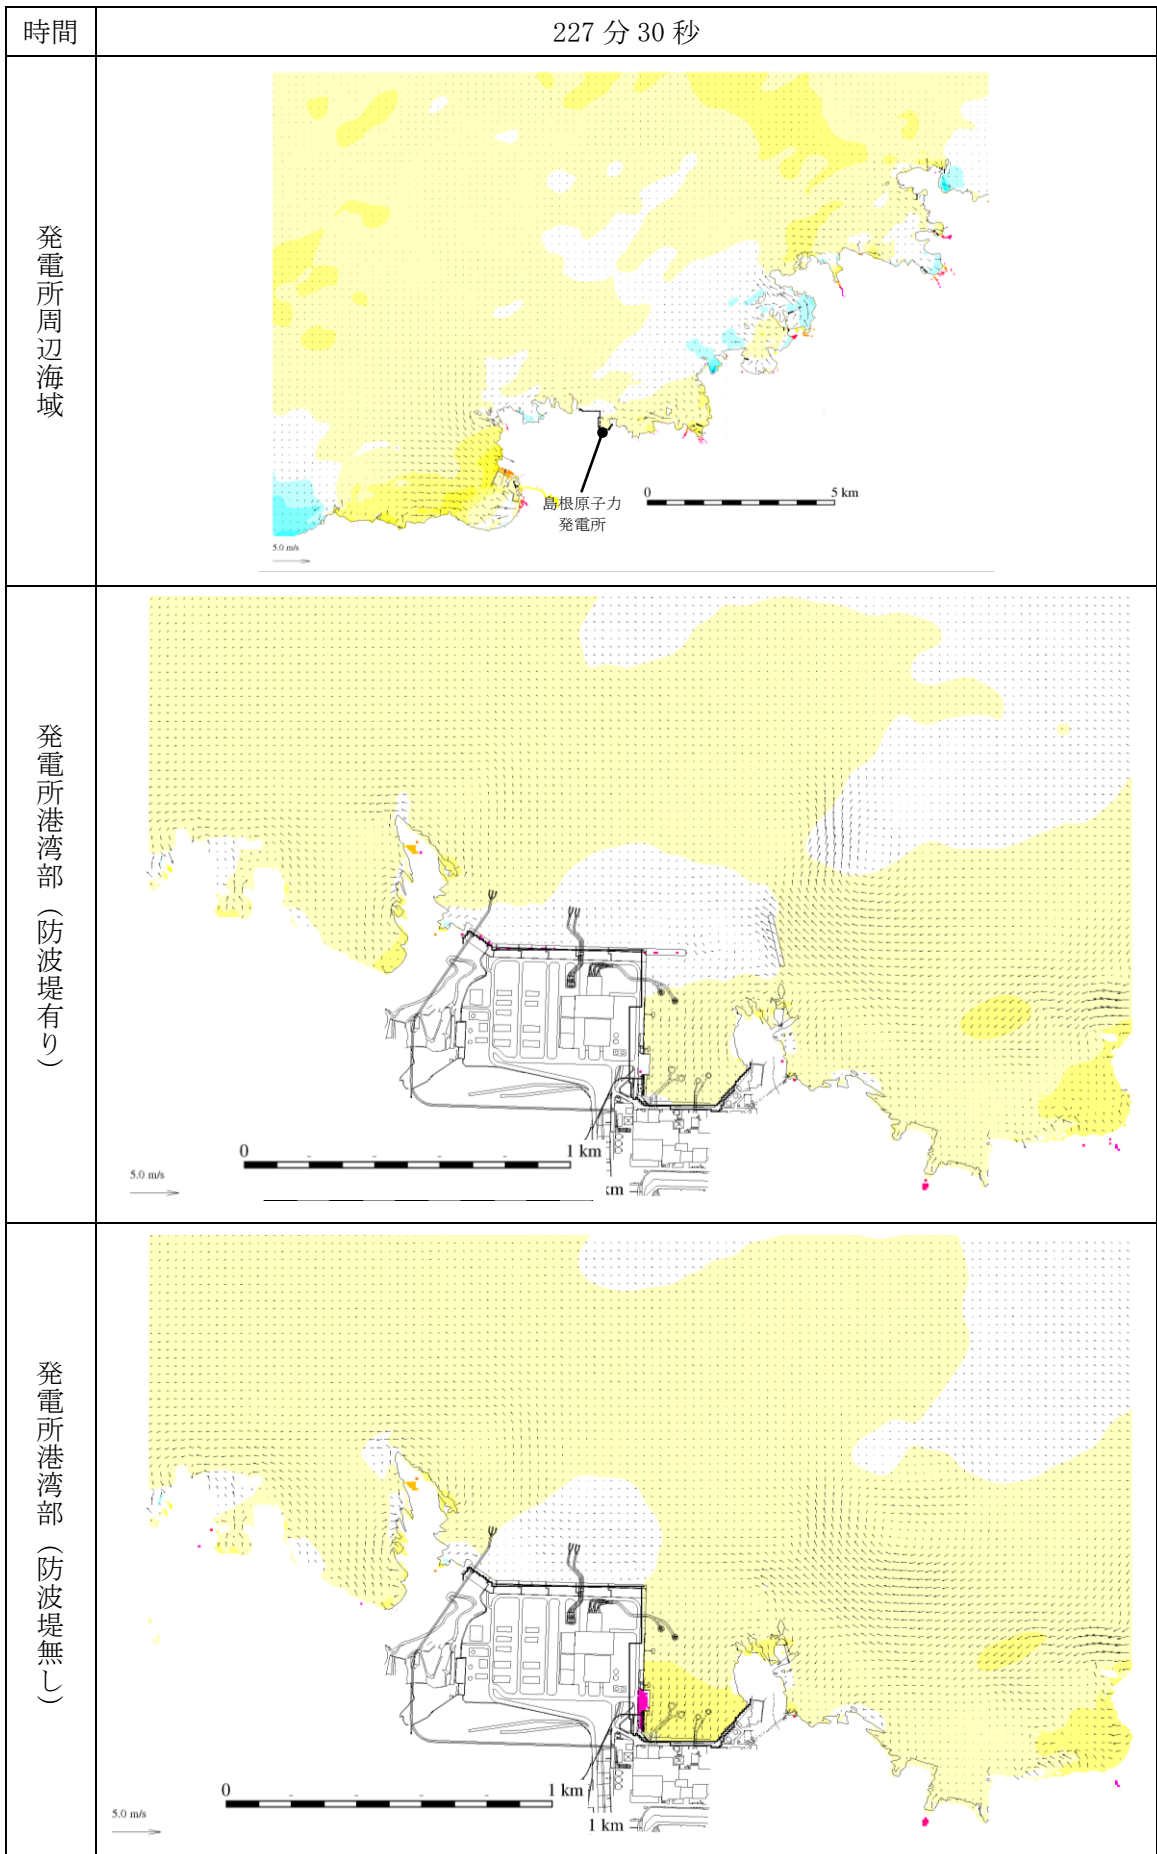 時間
227 分 30 秒
発電所周辺海域
島根原子力
発電所
0
5 km
5.0 m/s
発電所港湾部（防波堤有り）
0
1 km
5.0 m/s
km
発電所港湾部（防波堤無し）
0
1 km
5.0 m/s
1 km